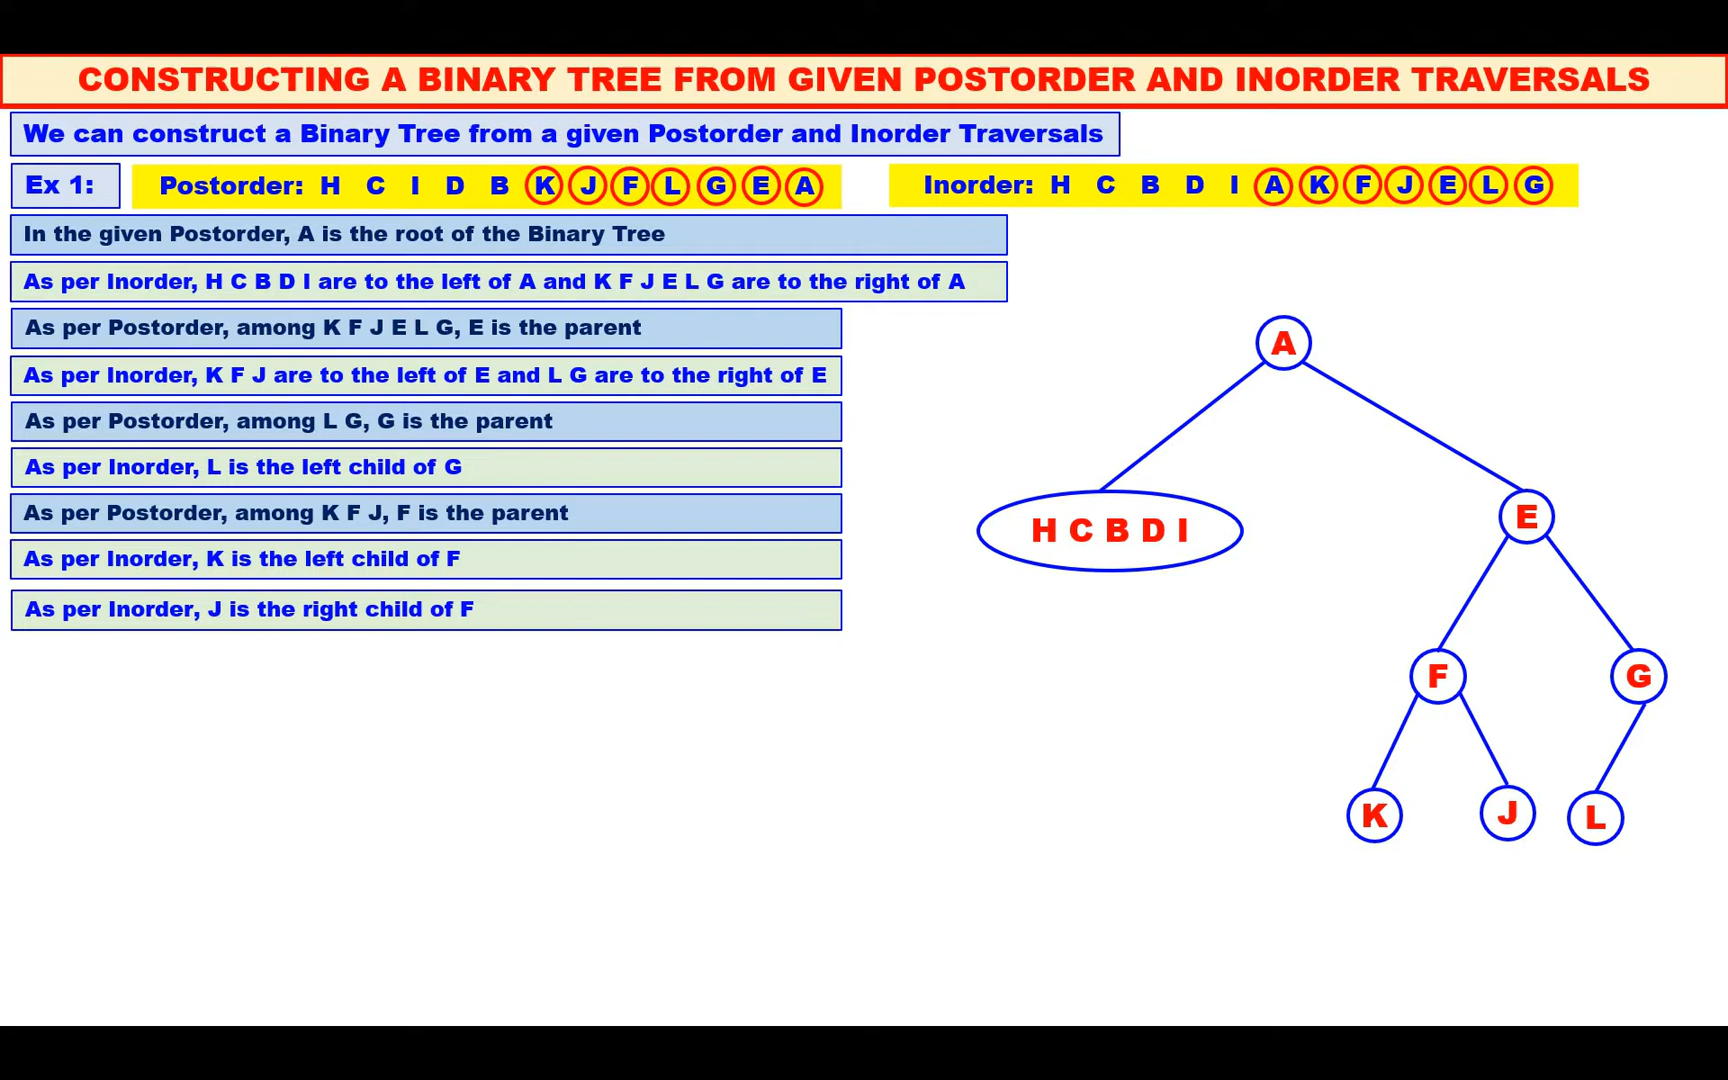 CONSTRUCTING A BINARY TREE FROM GIVEN POSTORDER AND INORDER TRAVERSALS
We can construct a Binary Tree from a given Postorder and Inorder Traversals
Ex 1: Postorder: H C I D B K J F L G E A Inorder: H C B D I A K F J E L G
In the given Postorder, A is the root of the Binary Tree
As per Inorder, H C B D I are to the left of A and K F J E L G are to the right of A
As per Postorder, among K F J E L G, E is the parent
As per Inorder, K F J are to the left of E and L G are to the right of E
As per Postorder, among L G, G is the parent
As per Inorder, L is the left child of G
As per Postorder, among K F J, F is the parent
As per Inorder, K is the left child of F
As per Inorder, J is the right child of F
A
H C B D I E
F G
K J L